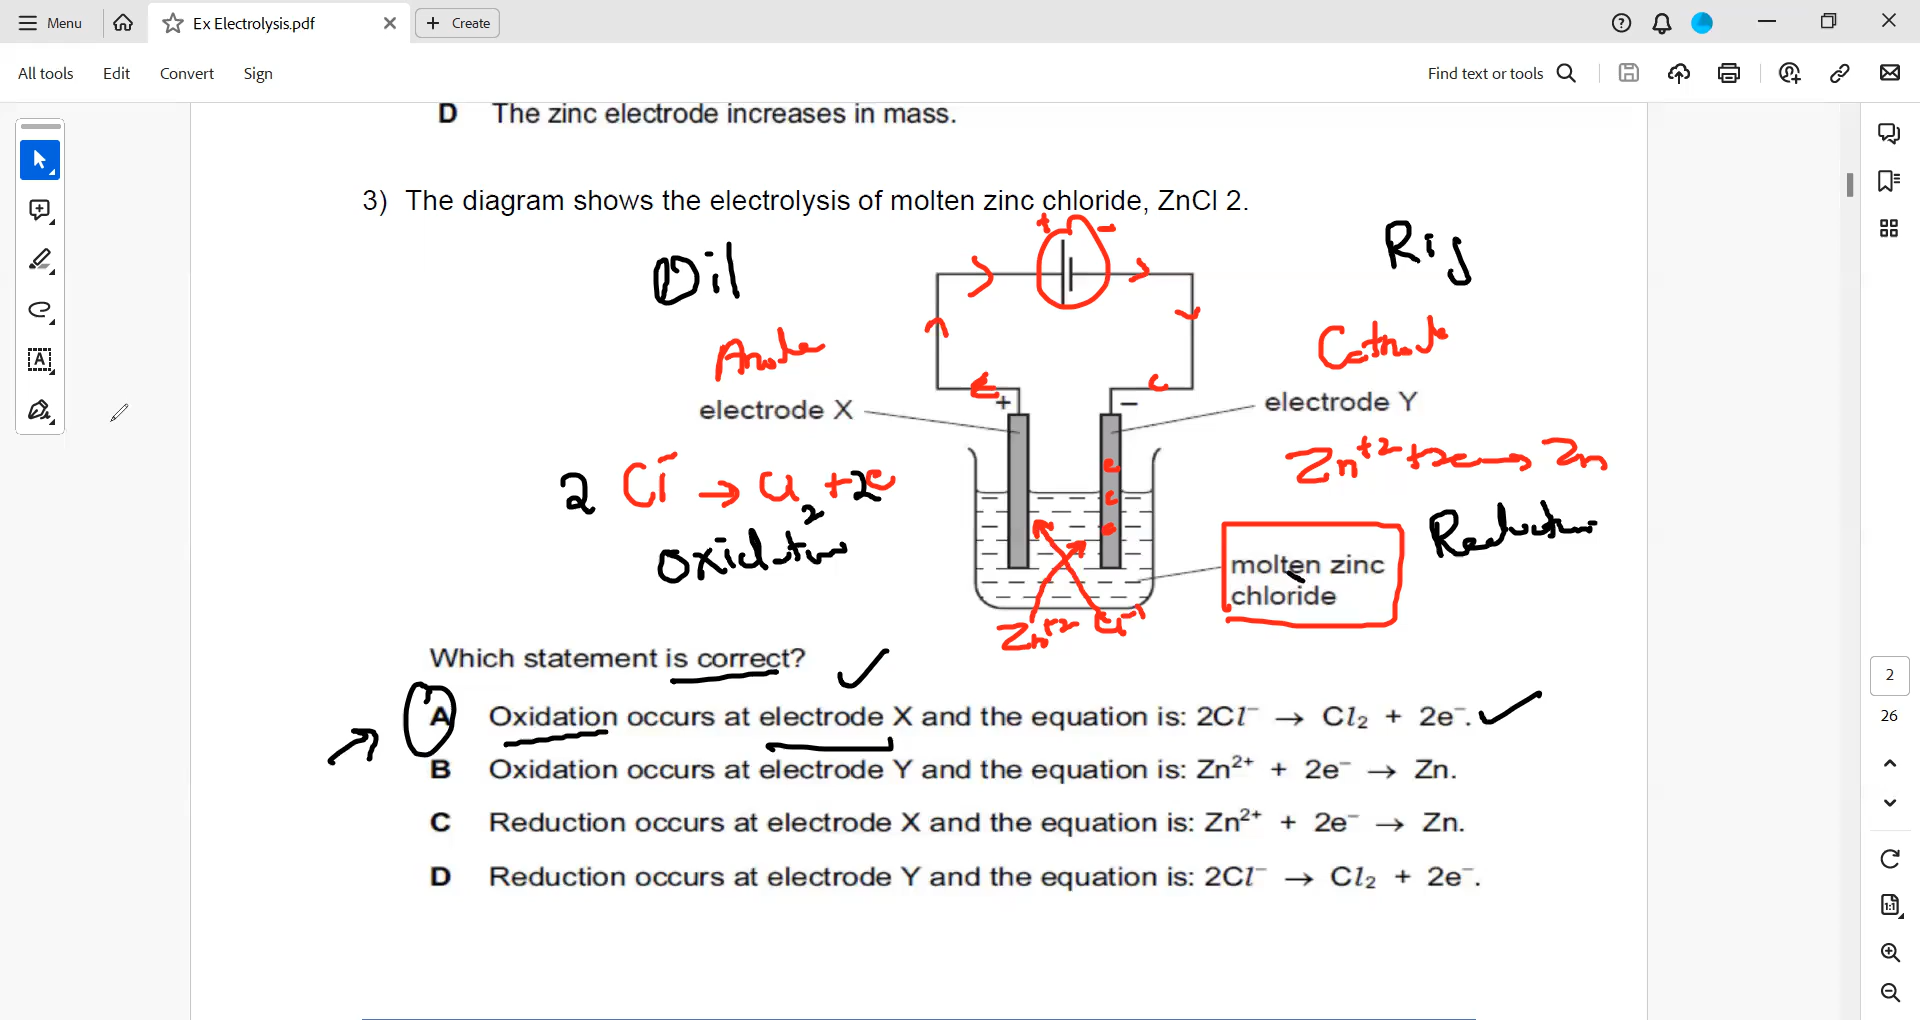 Menu
Ex Electrolysis.pdf
Create
All tools
Edit
Convert
Sign
Find text or tools
D The zinc electrode increases in mass.
3) The diagram shows the electrolysis of molten zinc chloride, ZnCl 2.
+ -
Oil
Rig
Anode
Cathode
electrode X
+
−
electrode Y
2 Cl⁻ → Cl₂ + 2e
Zn⁺² + 2e → Zn
e
e
e
Oxidation
Reduction
molten zinc
chloride
Zn⁺² Cl⁻¹
Which statement is correct?
A Oxidation occurs at electrode X and the equation is: 2Cl⁻ → Cl₂ + 2e⁻.
B Oxidation occurs at electrode Y and the equation is: Zn²⁺ + 2e⁻ → Zn.
C Reduction occurs at electrode X and the equation is: Zn²⁺ + 2e⁻ → Zn.
D Reduction occurs at electrode Y and the equation is: 2Cl⁻ → Cl₂ + 2e⁻.
2
26
1:1